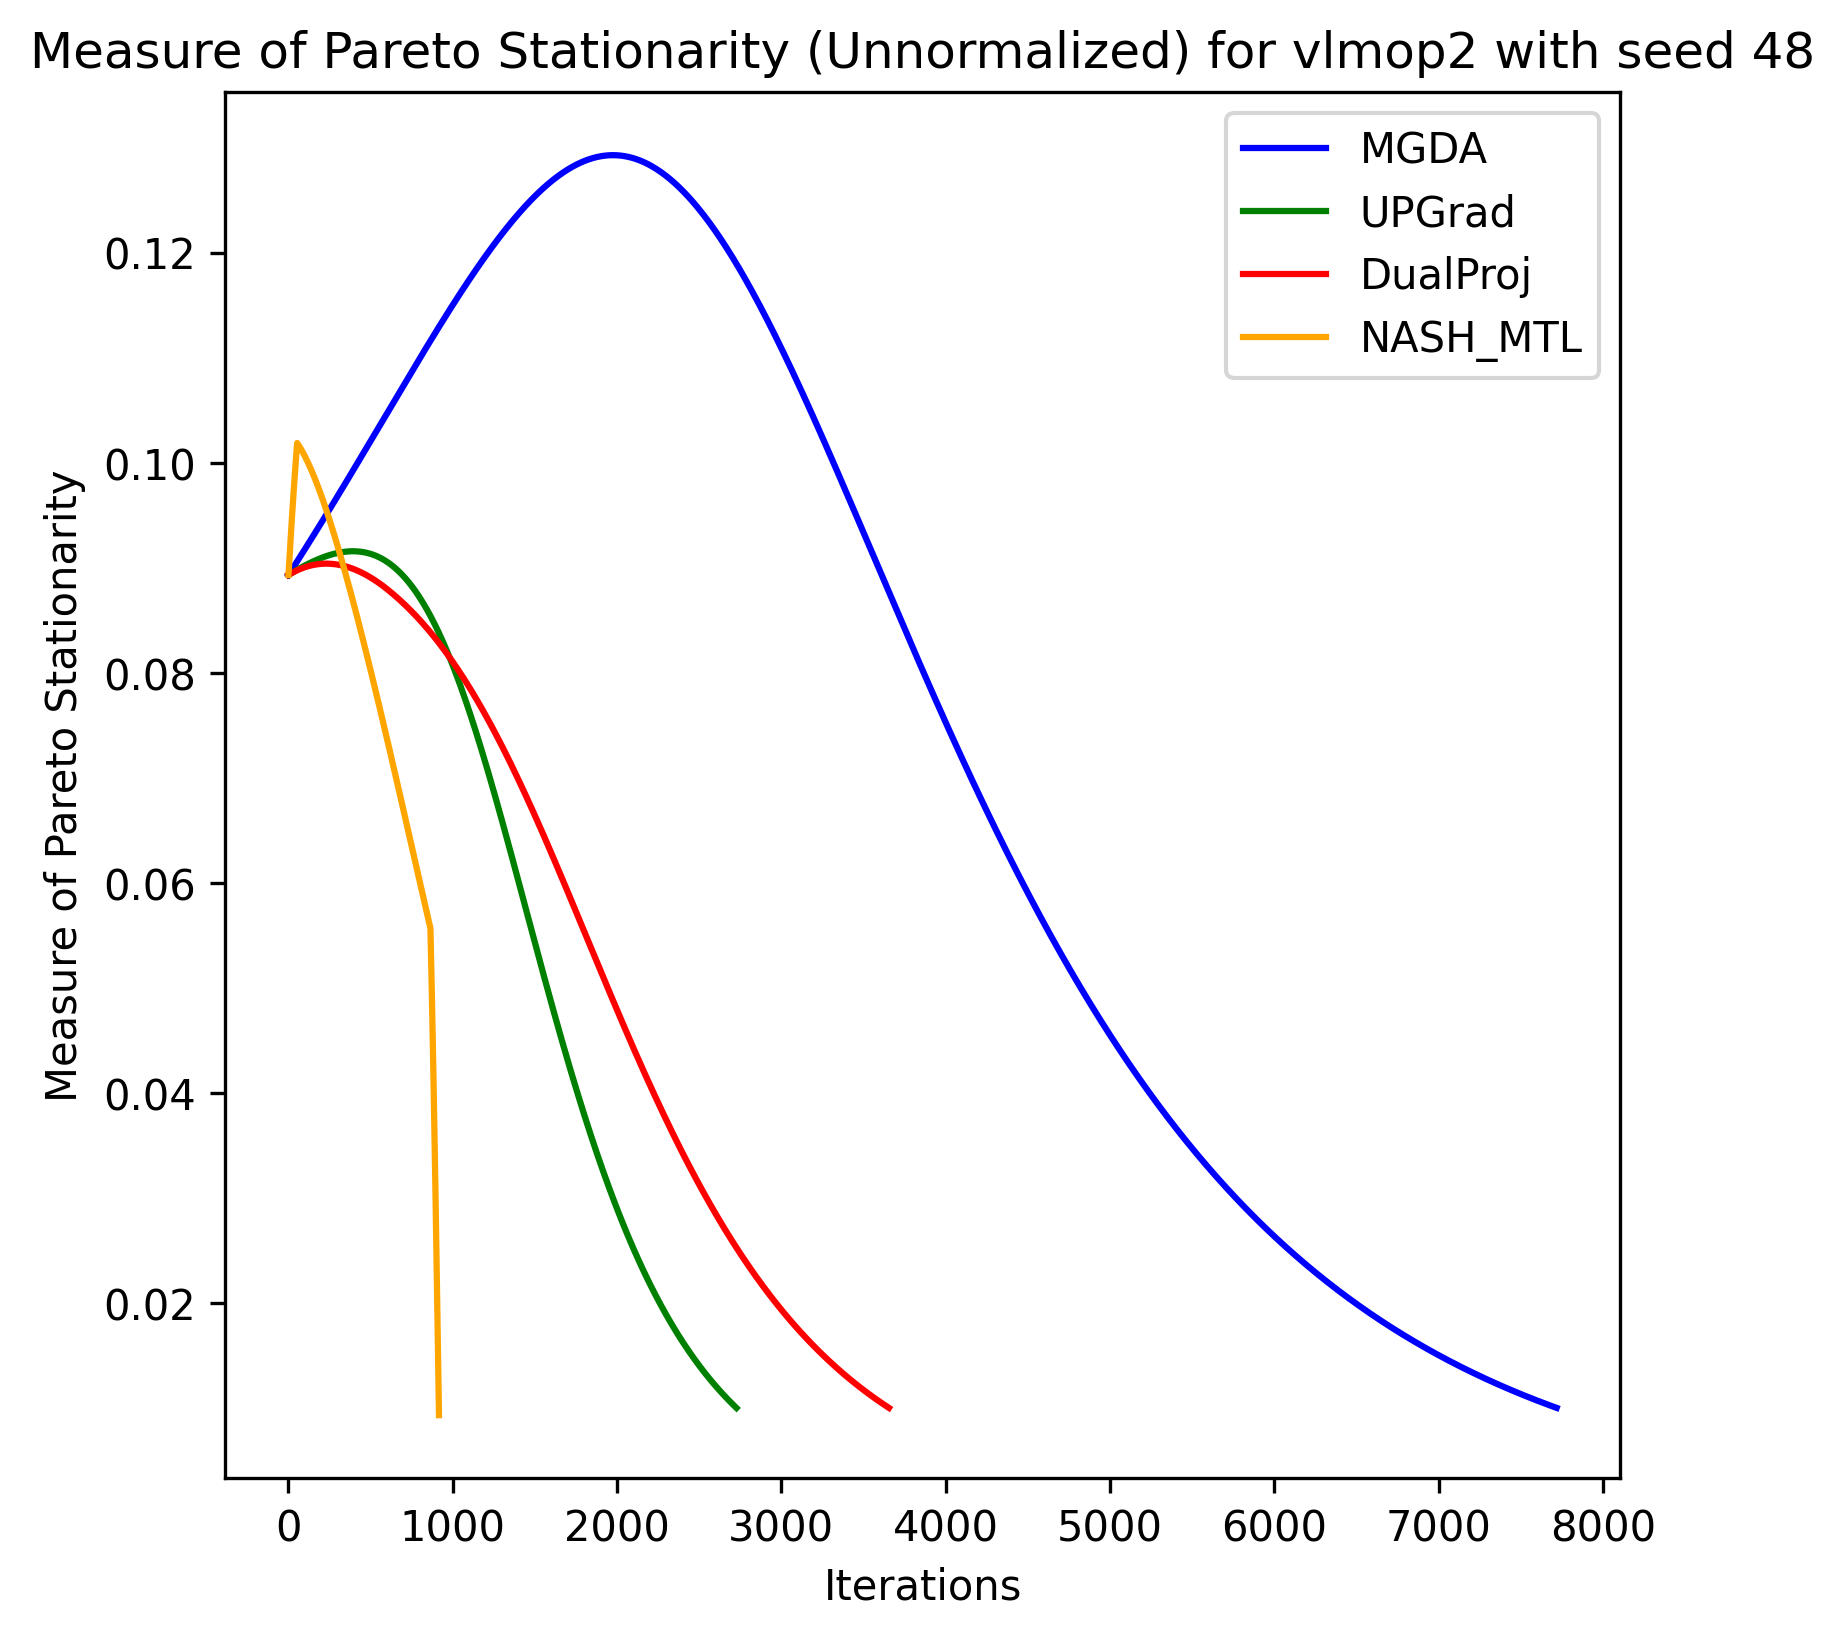 Measure of Pareto Stationarity (Unnormalized) for vlmop2 with seed 48
MGDA
UPGrad
DualProj
NASH_MTL
Measure of Pareto Stationarity
0.12
0.10
0.08
0.06
0.04
0.02
0 1000 2000 3000 4000 5000 6000 7000 8000
Iterations